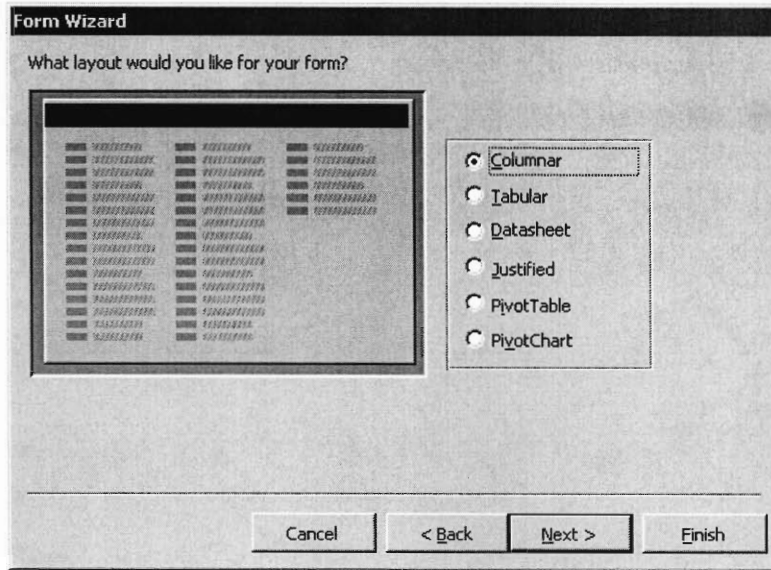 Form Wizard
What layout would you like for your form?
Columnar
Tabular
Datasheet
Justified
PivotTable
PivotChart
Cancel
< Back
Next >
Finish